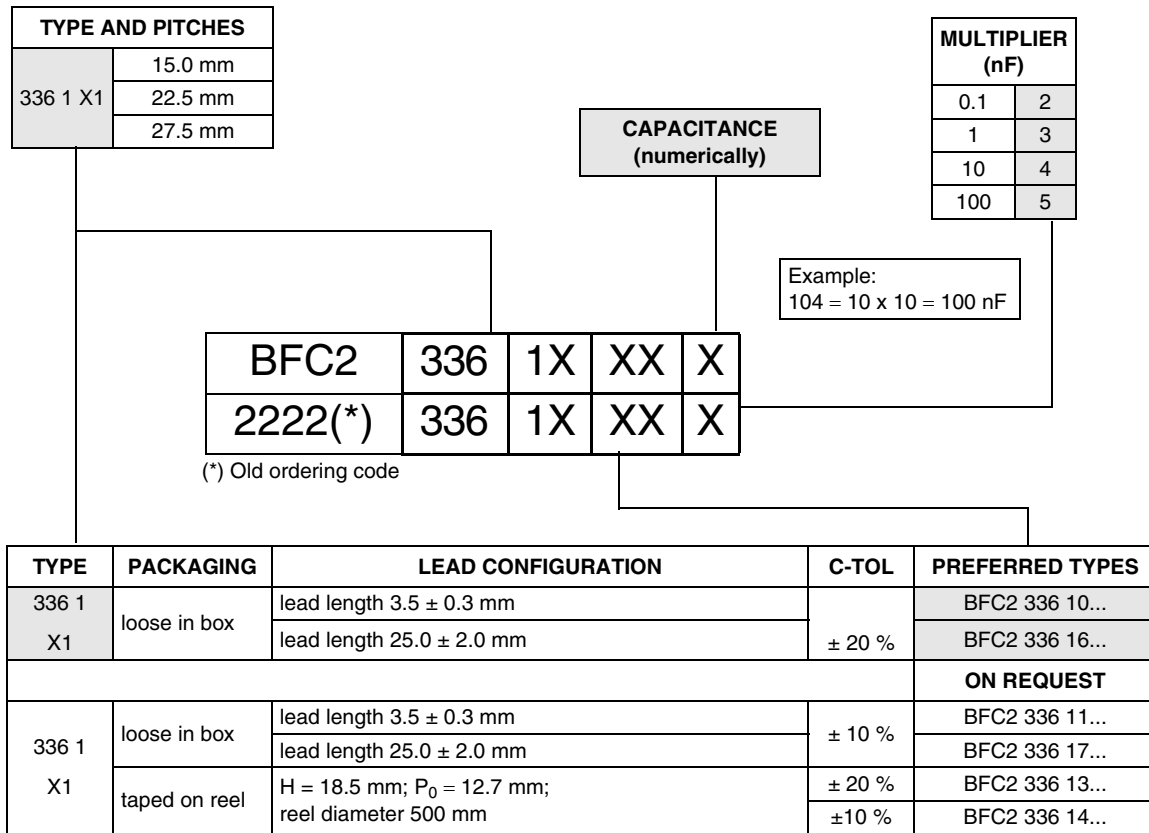 TYPE AND PITCHES
336 1 X1
15.0 mm
22.5 mm
27.5 mm
MULTIPLIER
(nF)
0.1 2
1 3
10 4
100 5
CAPACITANCE
(numerically)
Example:
104 = 10 x 10 = 100 nF
BFC2 336 1X XX X
2222(*) 336 1X XX X
(*) Old ordering code
TYPE PACKAGING LEAD CONFIGURATION C-TOL PREFERRED TYPES
336 1
X1
loose in box
lead length 3.5 ± 0.3 mm
lead length 25.0 ± 2.0 mm
± 20 %
BFC2 336 10...
BFC2 336 16...
ON REQUEST
336 1
X1
loose in box
lead length 3.5 ± 0.3 mm
lead length 25.0 ± 2.0 mm
± 10 %
BFC2 336 11...
BFC2 336 17...
taped on reel
H = 18.5 mm; P0 = 12.7 mm;
reel diameter 500 mm
± 20 %
BFC2 336 13...
±10 %
BFC2 336 14...